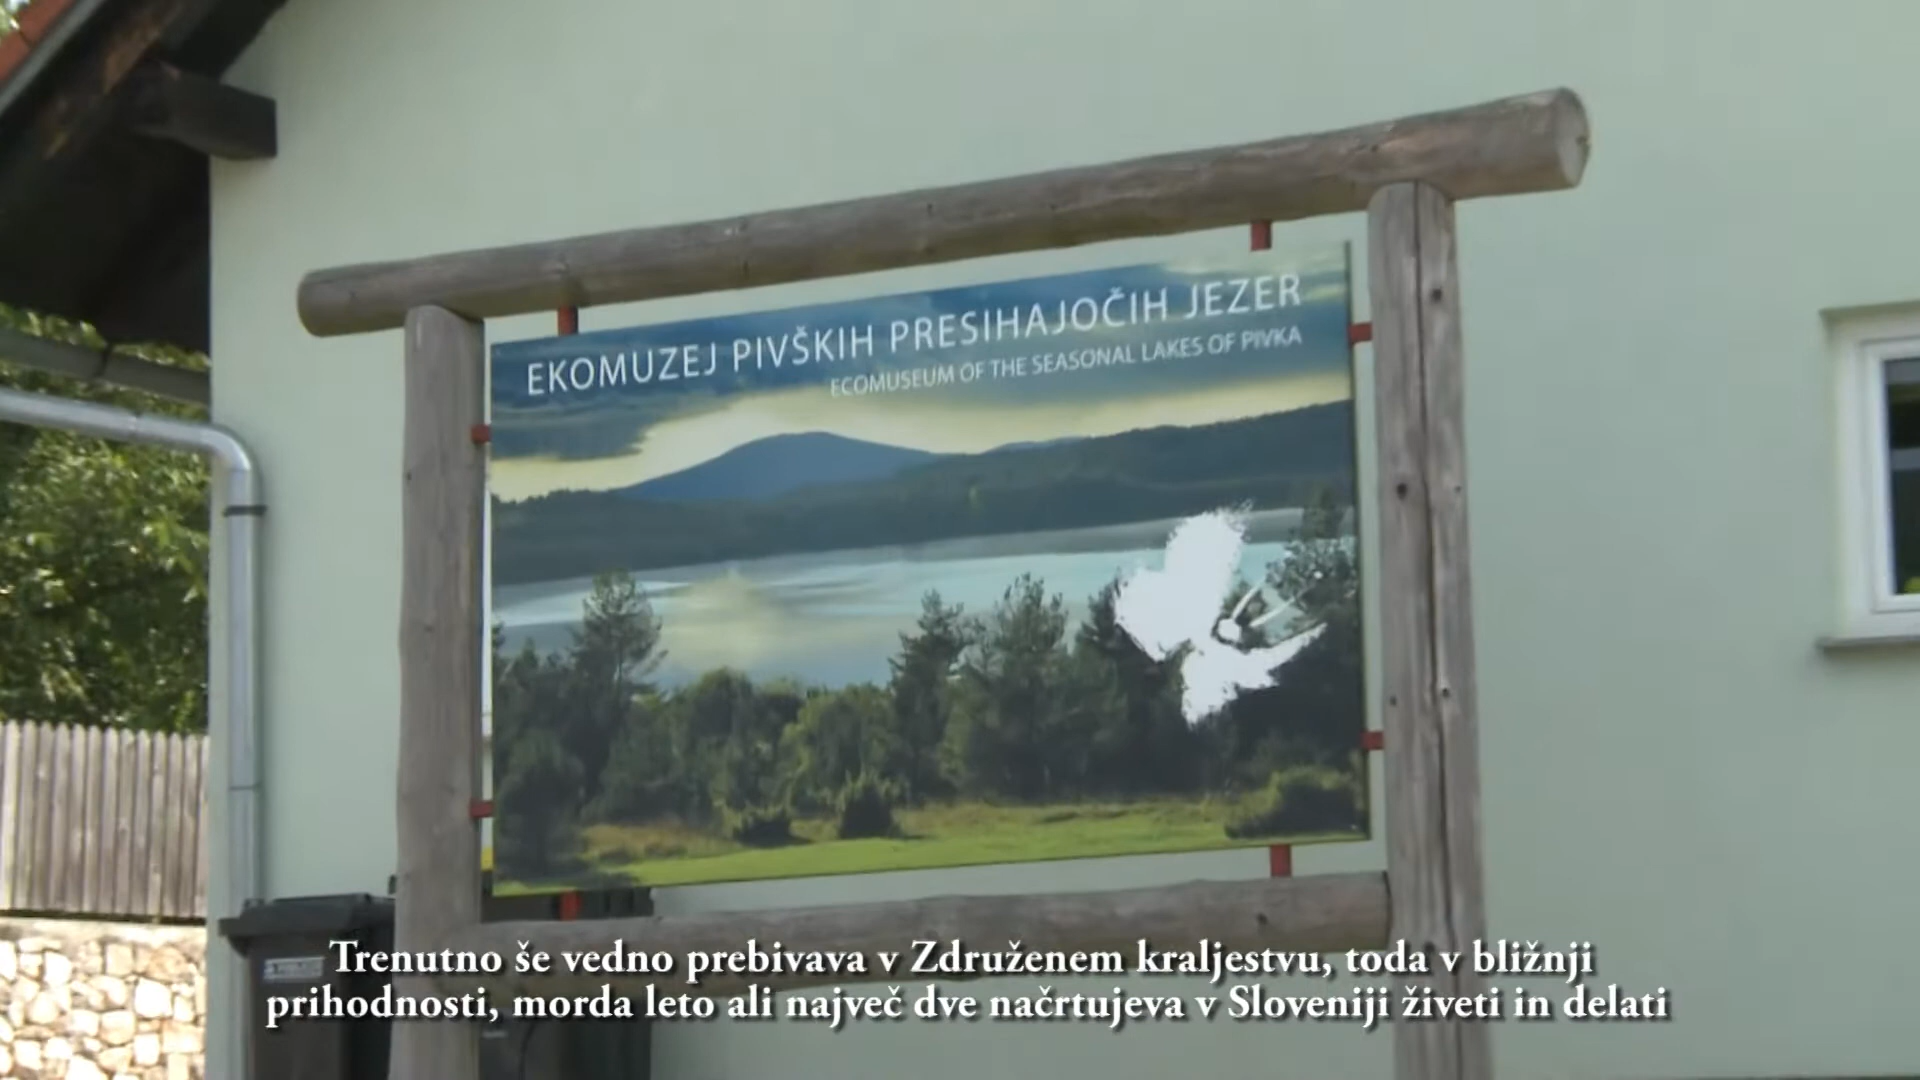 EKOMUZEJ PIVŠKIH PRESIHAJOČIH JEZER
ECOMUSEUM OF THE SEASONAL LAKES OF PIVKA
Trenutno še vedno prebivava v Združenem kraljestvu, toda v bližnji
prihodnosti, morda leto ali največ dve načrtujeva v Sloveniji živeti in delati